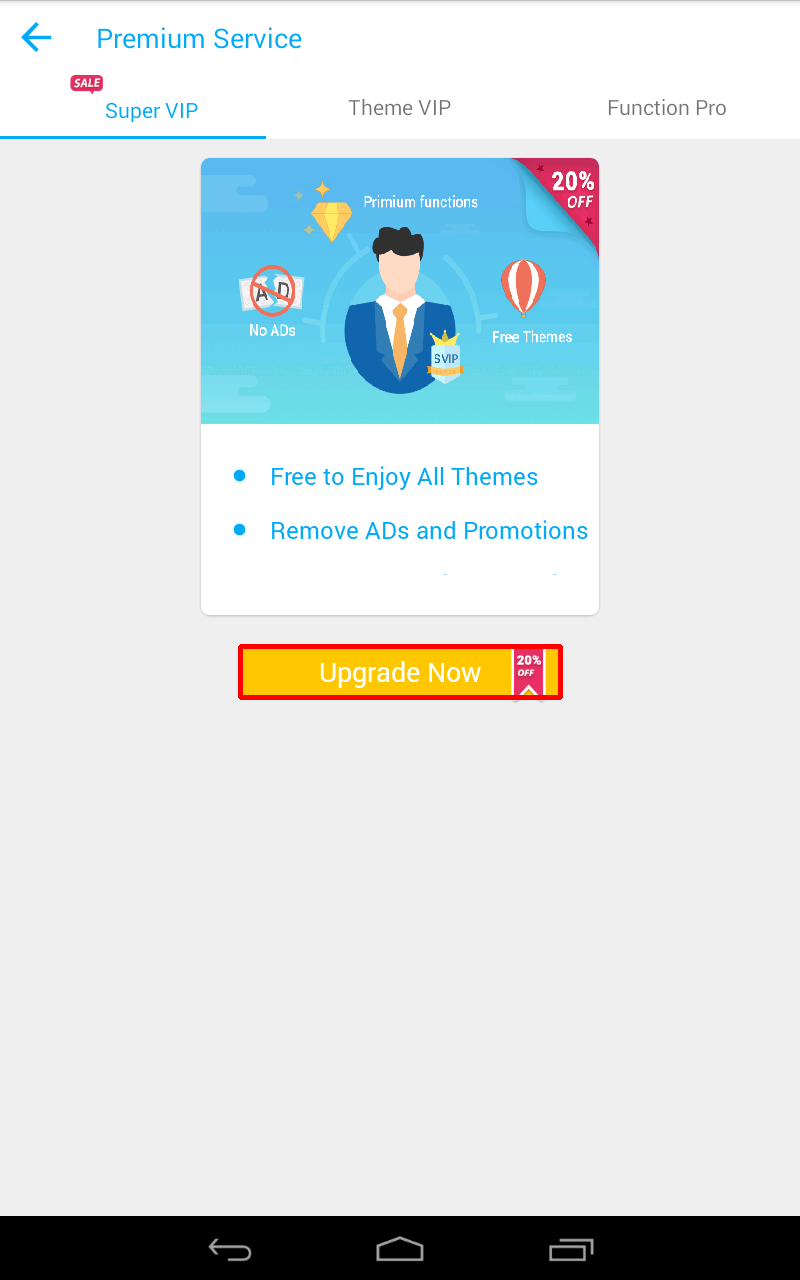 Premium Service
SALE
Super VIP
Theme VIP
Function Pro
20%
OFF
Primium functions
AD
No ADs
Free Themes
SVIP
Free to Enjoy All Themes
Remove ADs and Promotions
Upgrade Now
20%
OFF